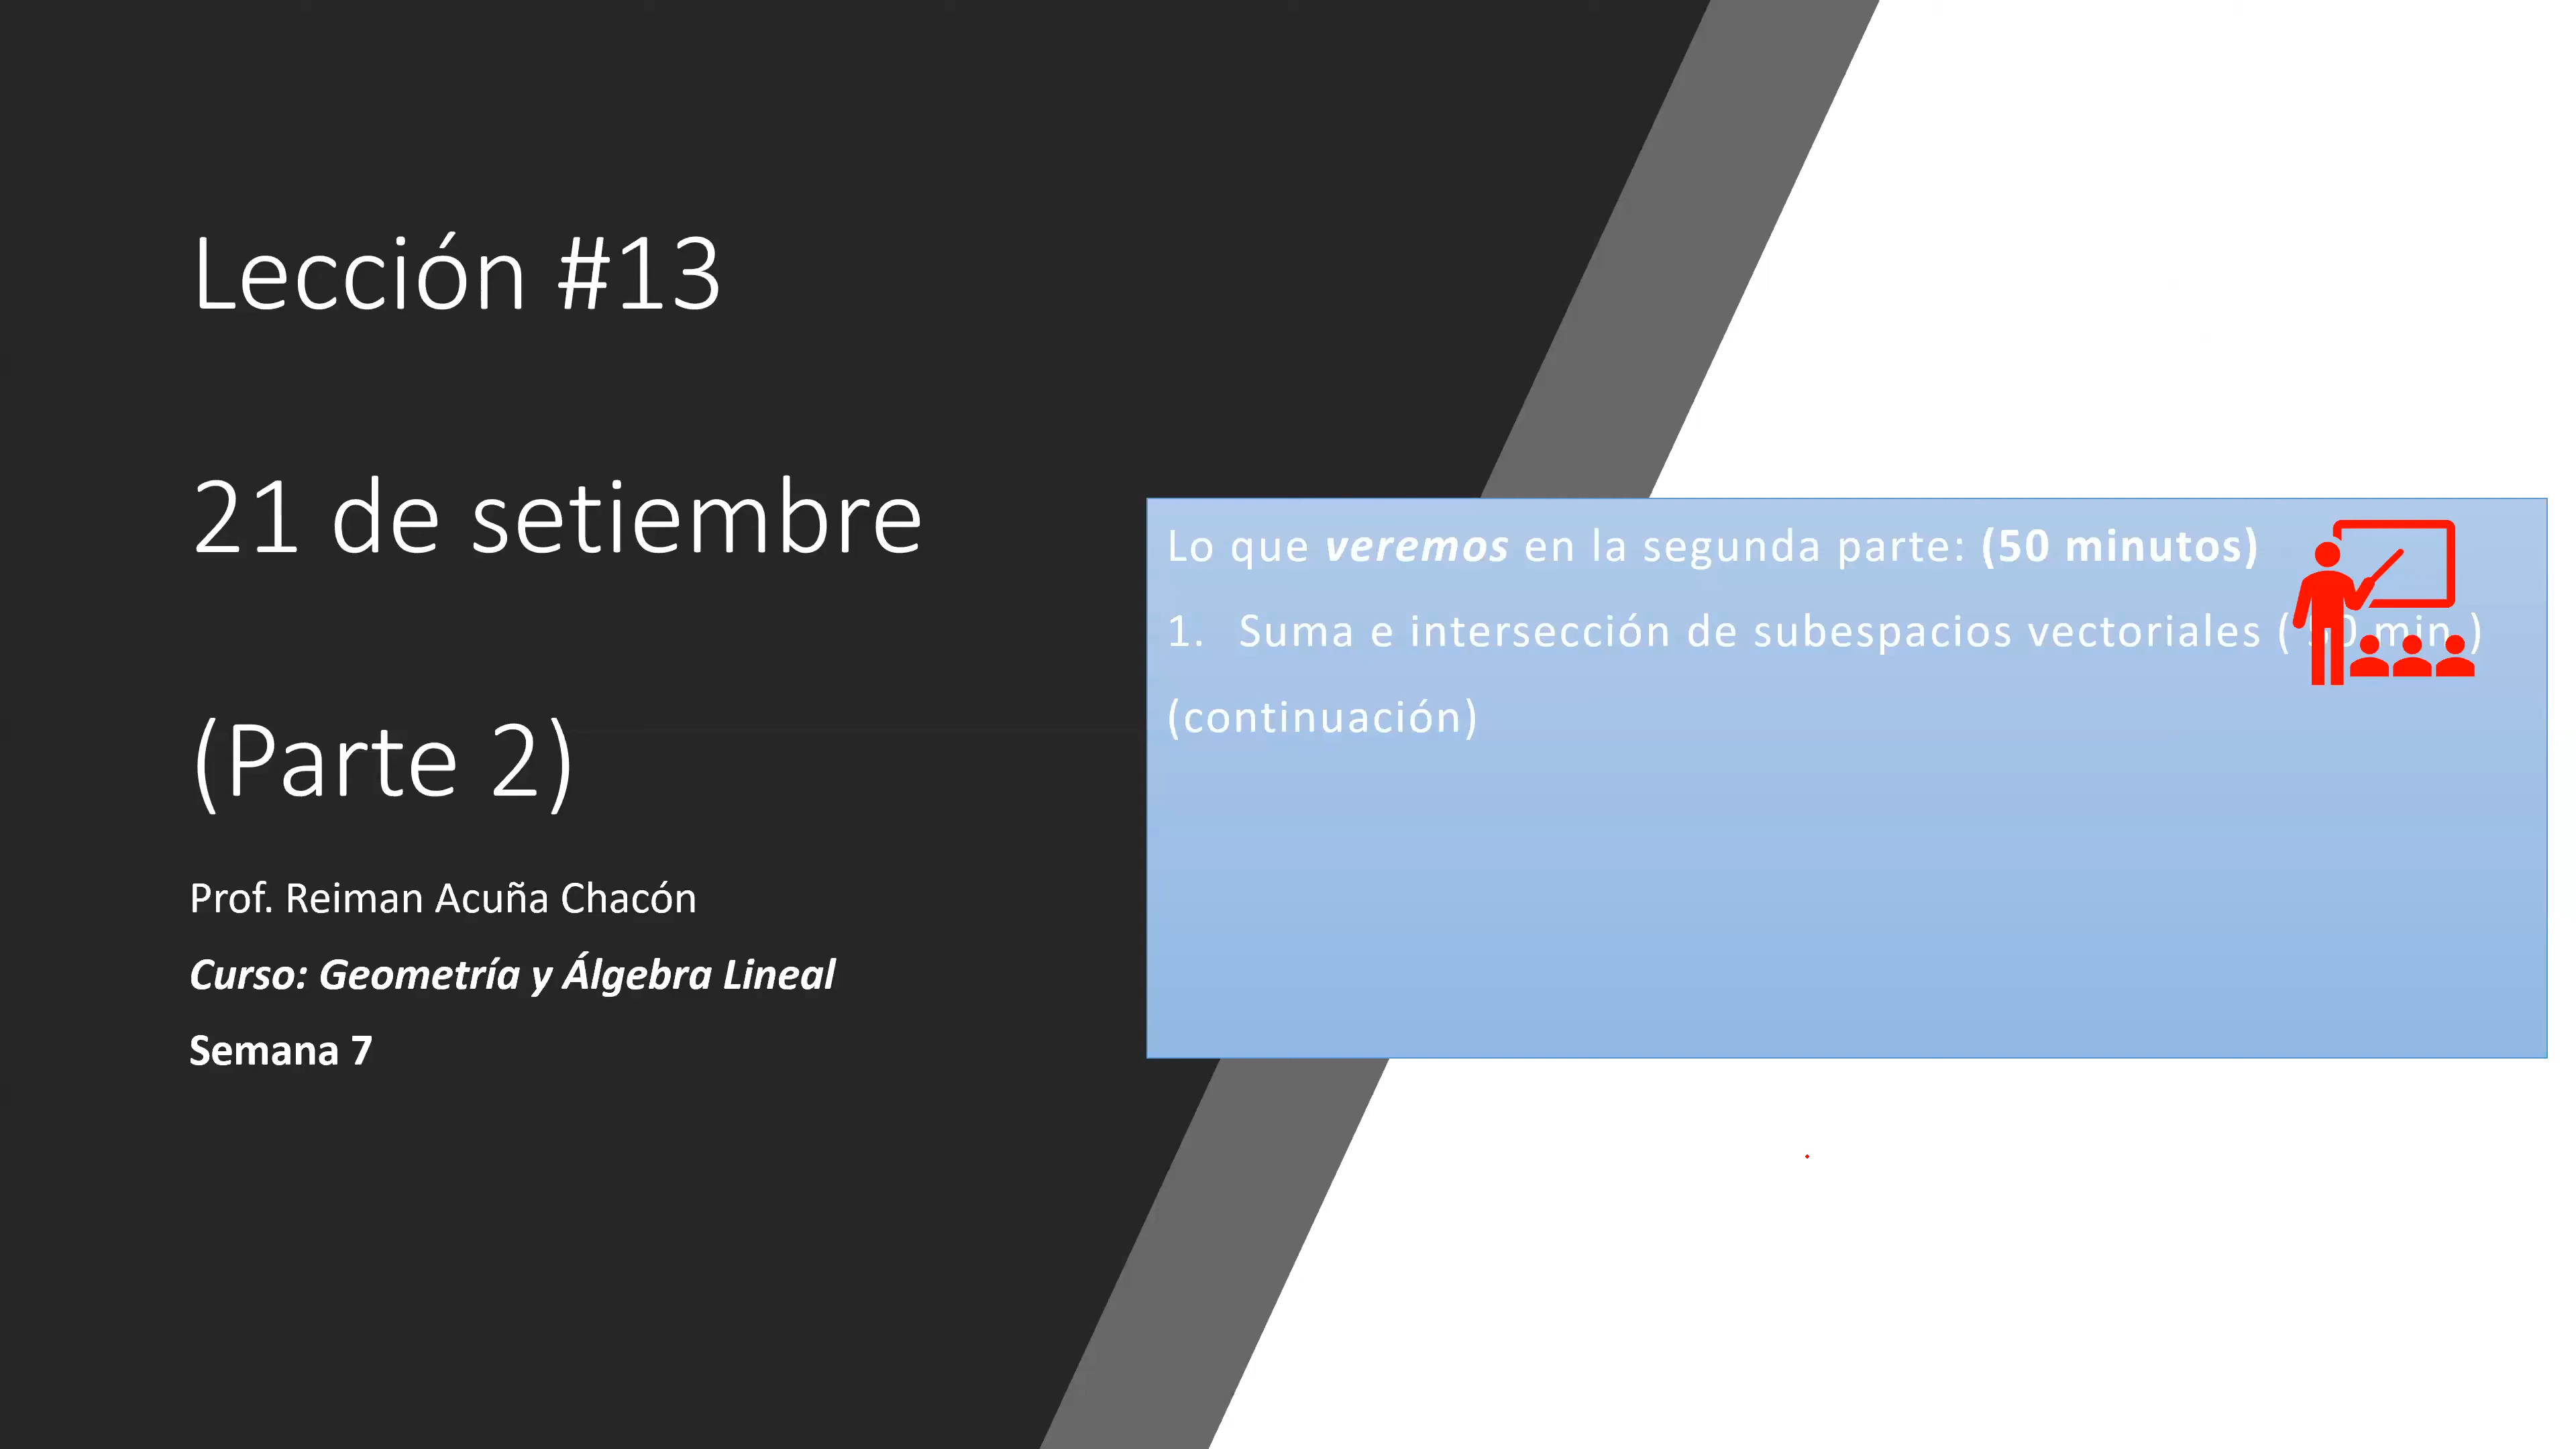 Lección #13
21 de setiembre
(Parte 2)
Prof. Reiman Acuña Chacón
Curso: Geometría y Álgebra Lineal
Semana 7
Lo que veremos en la segunda parte: (50 minutos)
1. Suma e intersección de subespacios vectoriales ( min )
(continuación)